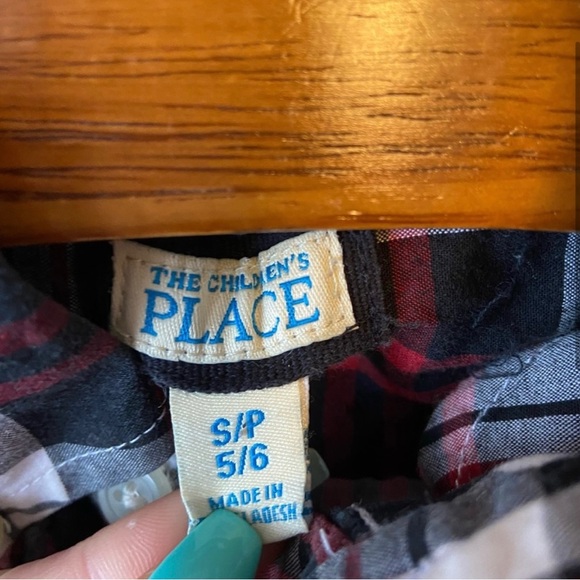 THE CHILDREN'S
PLACE
S/P
5/6
MADE IN